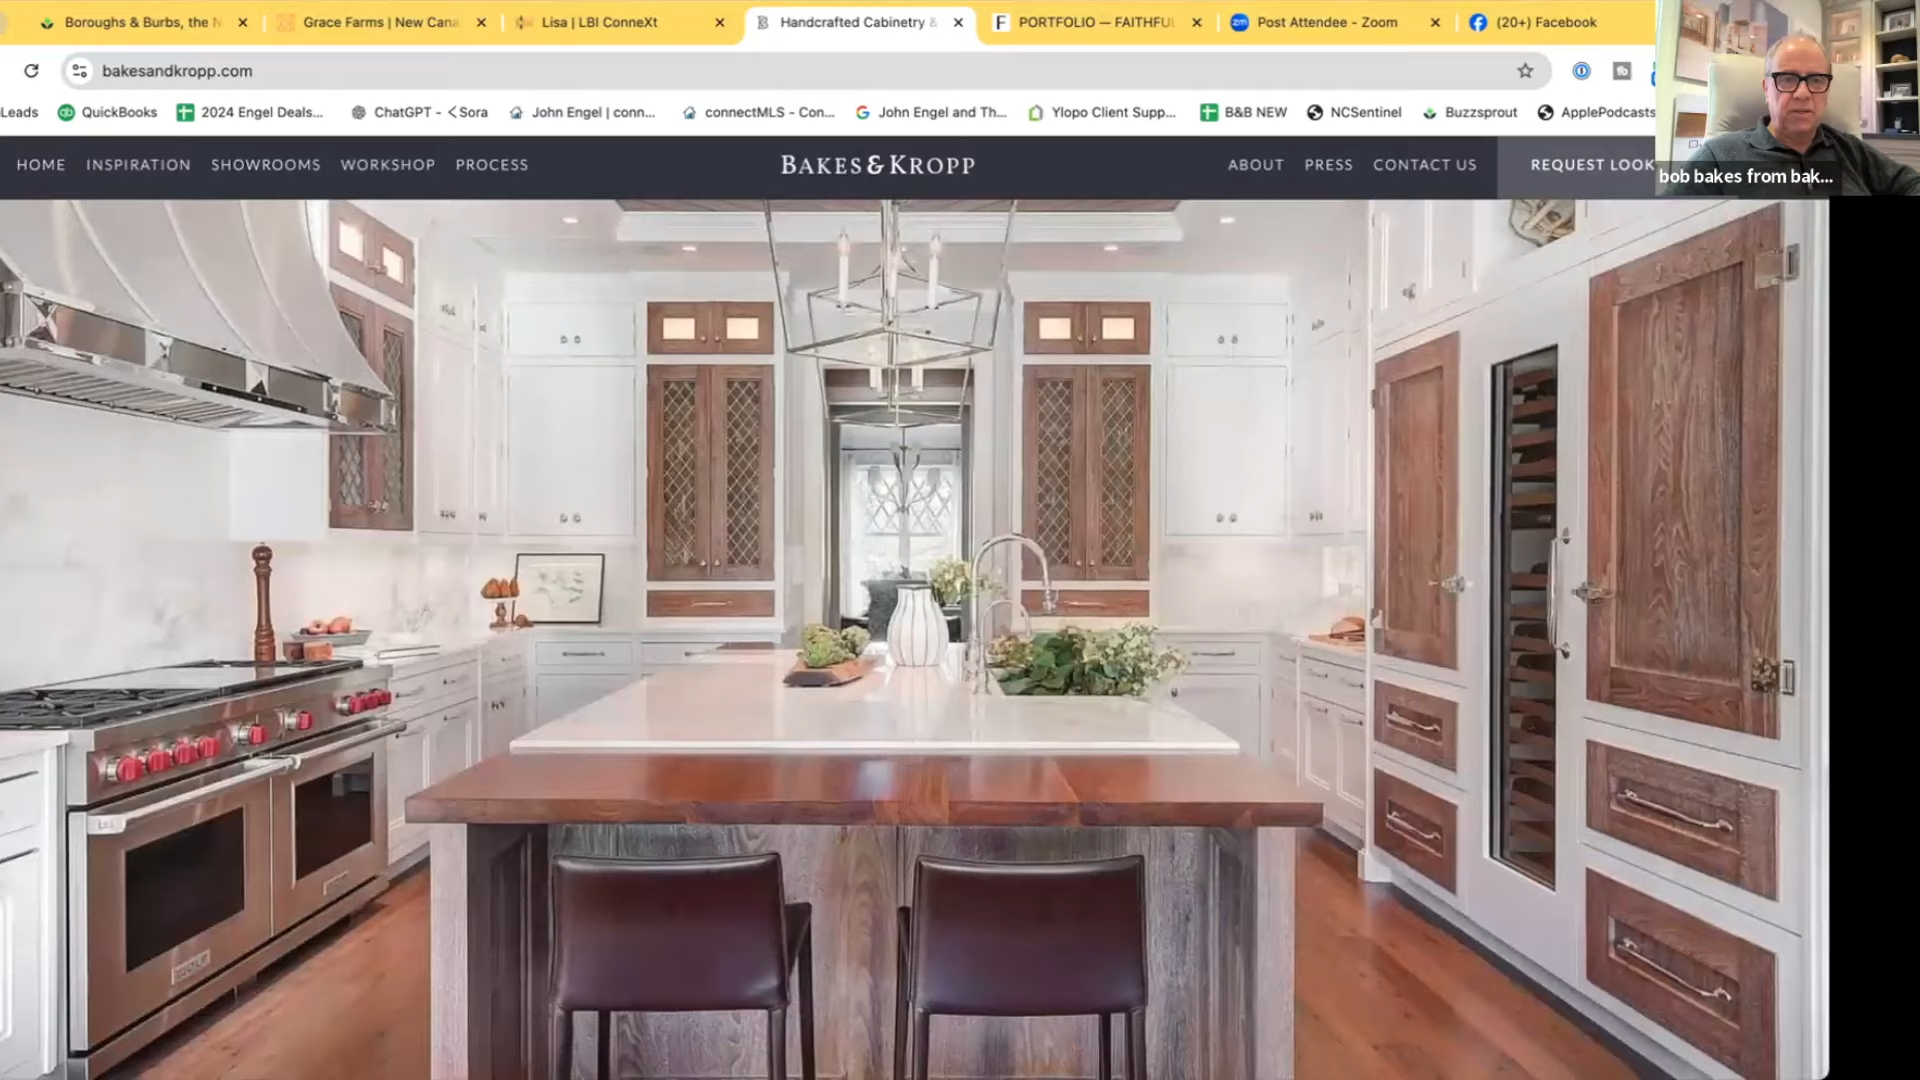 Boroughs & Burbs, the N
Grace Farms | New Cana
Lisa | LBI ConneXt
Handcrafted Cabinetry &
PORTFOLIO — FAITHFUL
Post Attendee - Zoom
(20+) Facebook
bakesandkropp.com
Leads
QuickBooks
2024 Engel Deals...
ChatGPT - < Sora
John Engel | conn...
connectMLS - Con...
John Engel and Th...
Ylopo Client Supp...
B&B NEW
NCSentinel
Buzzsprout
ApplePodcasts
HOME
INSPIRATION
SHOWROOMS
WORKSHOP
PROCESS
BAKES & KROPP
ABOUT
PRESS
CONTACT US
REQUEST LOOK
bob bakes from bak...
WOLF